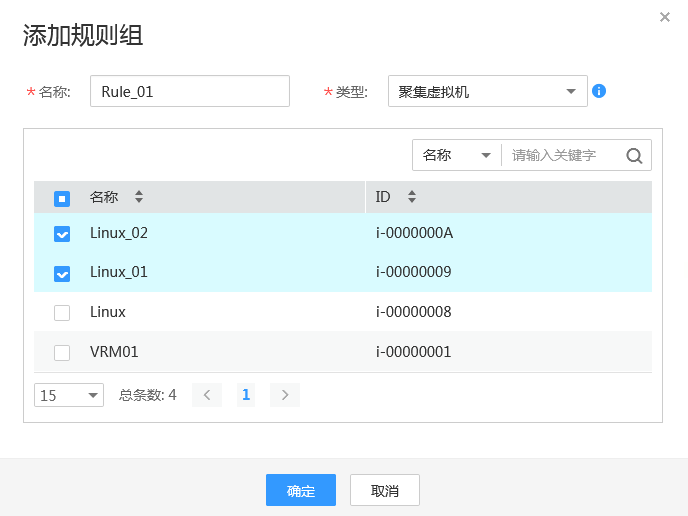 添加规则组
* 名称: Rule_01 * 类型: 聚集虚拟机
名称 请输入关键字
名称 ID
Linux_02 i-0000000A
Linux_01 i-00000009
Linux i-00000008
VRM01 i-00000001
15 总条数: 4 < 1 >
确定 取消